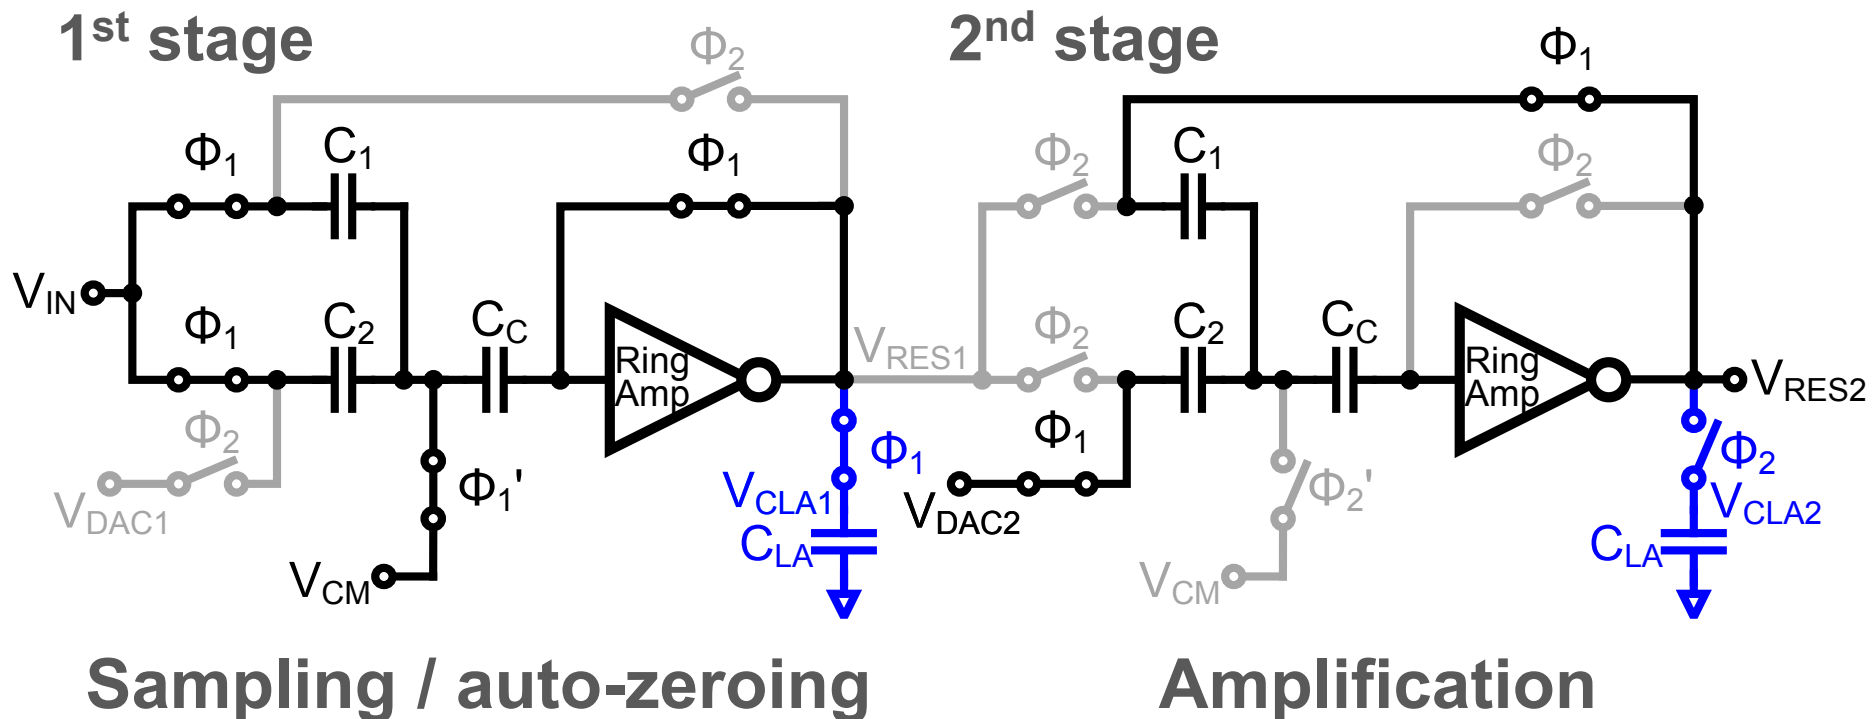 1st stage
2nd stage
Φ2
Φ1
Φ1
C1
Φ1
Φ2
C1
Φ2
VIN
Φ1
C2
CC
Ring
Amp
VRES1
Φ2
C2
CC
Ring
Amp
VRES2
Φ2
VDAC1
Φ1'
VCM
Φ1
VCLA1
CLA
Φ1
VDAC2
Φ2'
VCM
Φ2
VCLA2
CLA
Sampling / auto-zeroing
Amplification